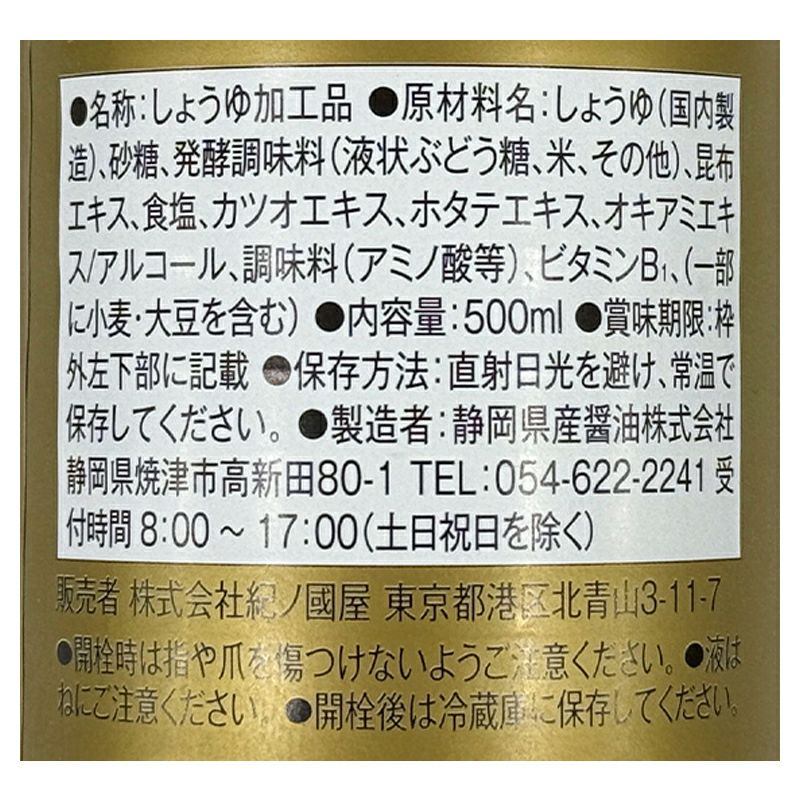 ●名称:しょうゆ加工品 ●原材料名:しょうゆ(国内製
造)、砂糖、発酵調味料(液状ぶどう糖、米、その他)、昆布
エキス、食塩、カツオエキス、ホタテエキス、オキアミエキ
ス/アルコール、調味料(アミノ酸等)、ビタミンB₁、(一部
に小麦・大豆を含む) ●内容量:500ml ●賞味期限:枠
外左下部に記載 ●保存方法:直射日光を避け、常温で
保存してください。 ●製造者:静岡県産醤油株式会社
静岡県焼津市高新田80-1 TEL:054-622-2241 受
付時間 8:00～17:00(土日祝日を除く)
販売者 株式会社紀ノ國屋 東京都港区北青山3-11-7
●開栓時は指や爪を傷つけないようご注意ください。●液は
ねにご注意ください。 ●開栓後は冷蔵庫に保存してください。